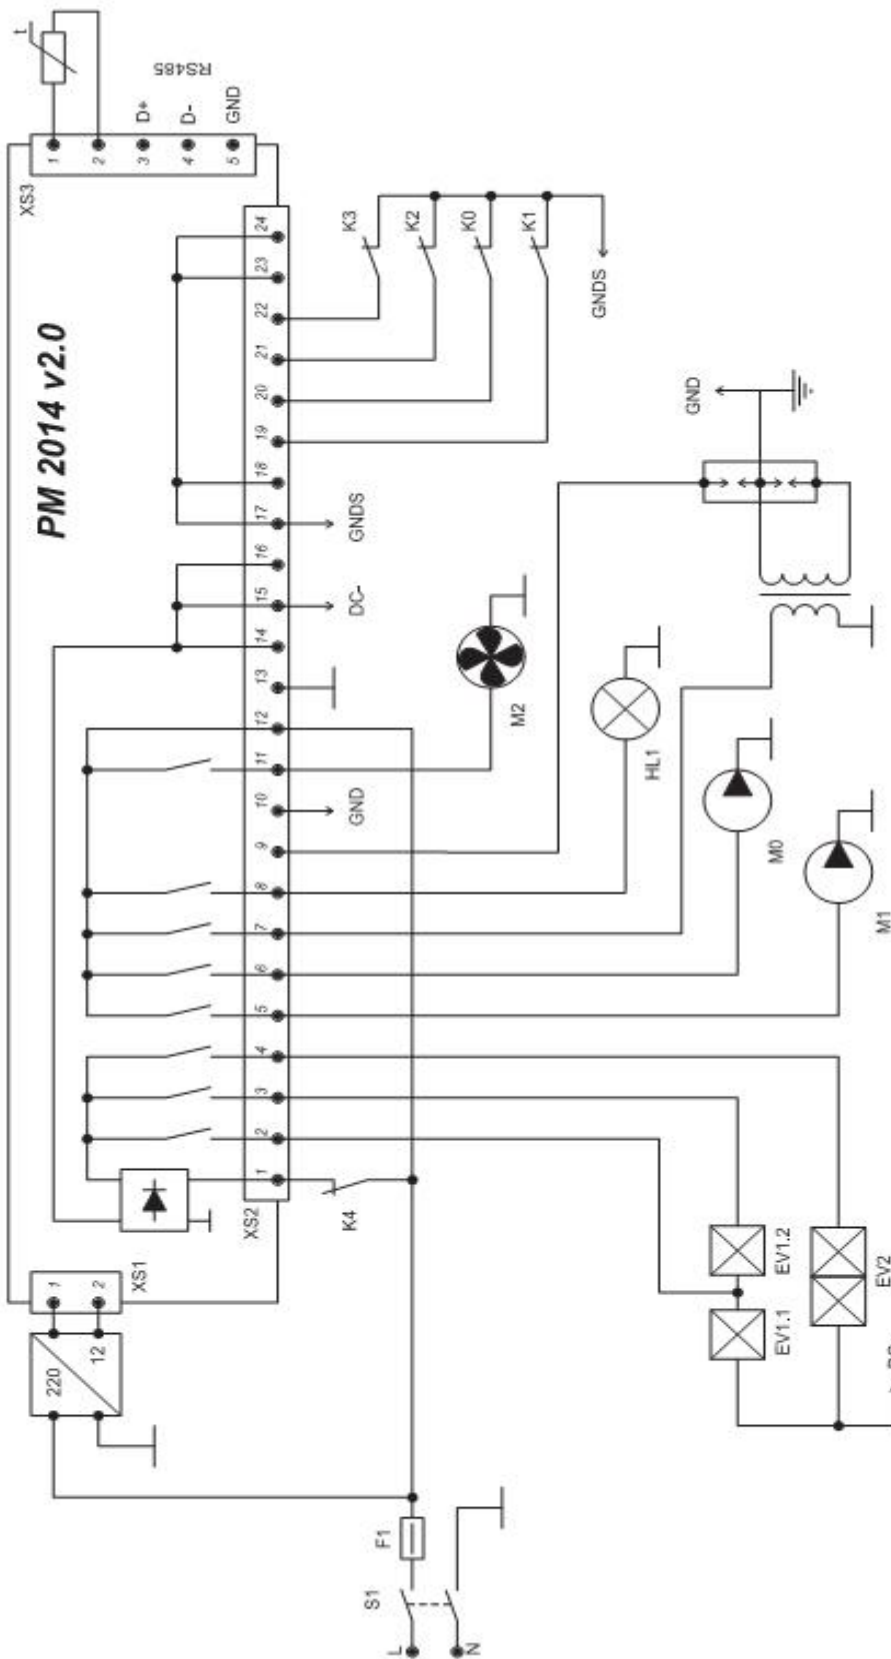 PM 2014 v2.0
t
RS485
XS3
1
2
3
4
5
D+
D-
GND
220
12
1
2
XS1
XS2
1
2
3
4
5
6
7
8
9
10
11
12
13
14
15
16
17
18
19
20
21
22
23
24
K4
GND
DC-
GNDS
K3
K2
K0
K1
GNDS
S1
F1
L
N
M2
HL1
M0
M1
GND
EV1.1
EV1.2
EV2